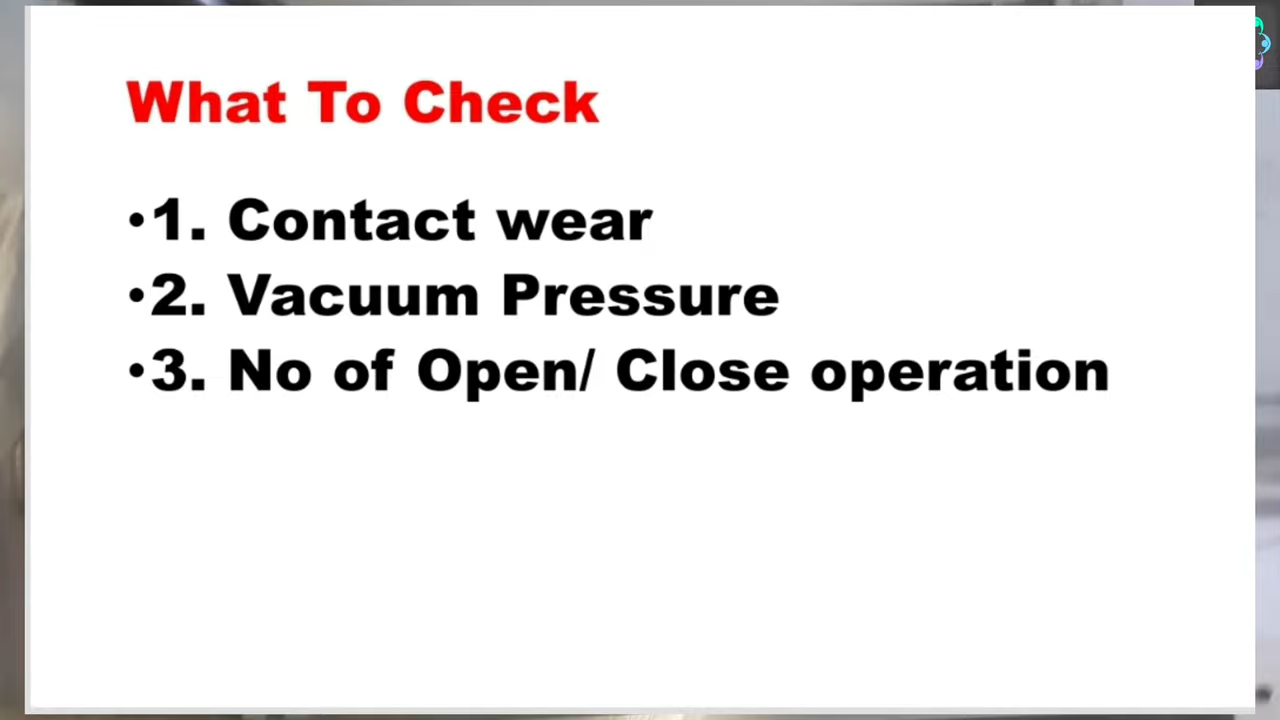 What To Check
•1. Contact wear
•2. Vacuum Pressure
•3. No of Open/ Close operation